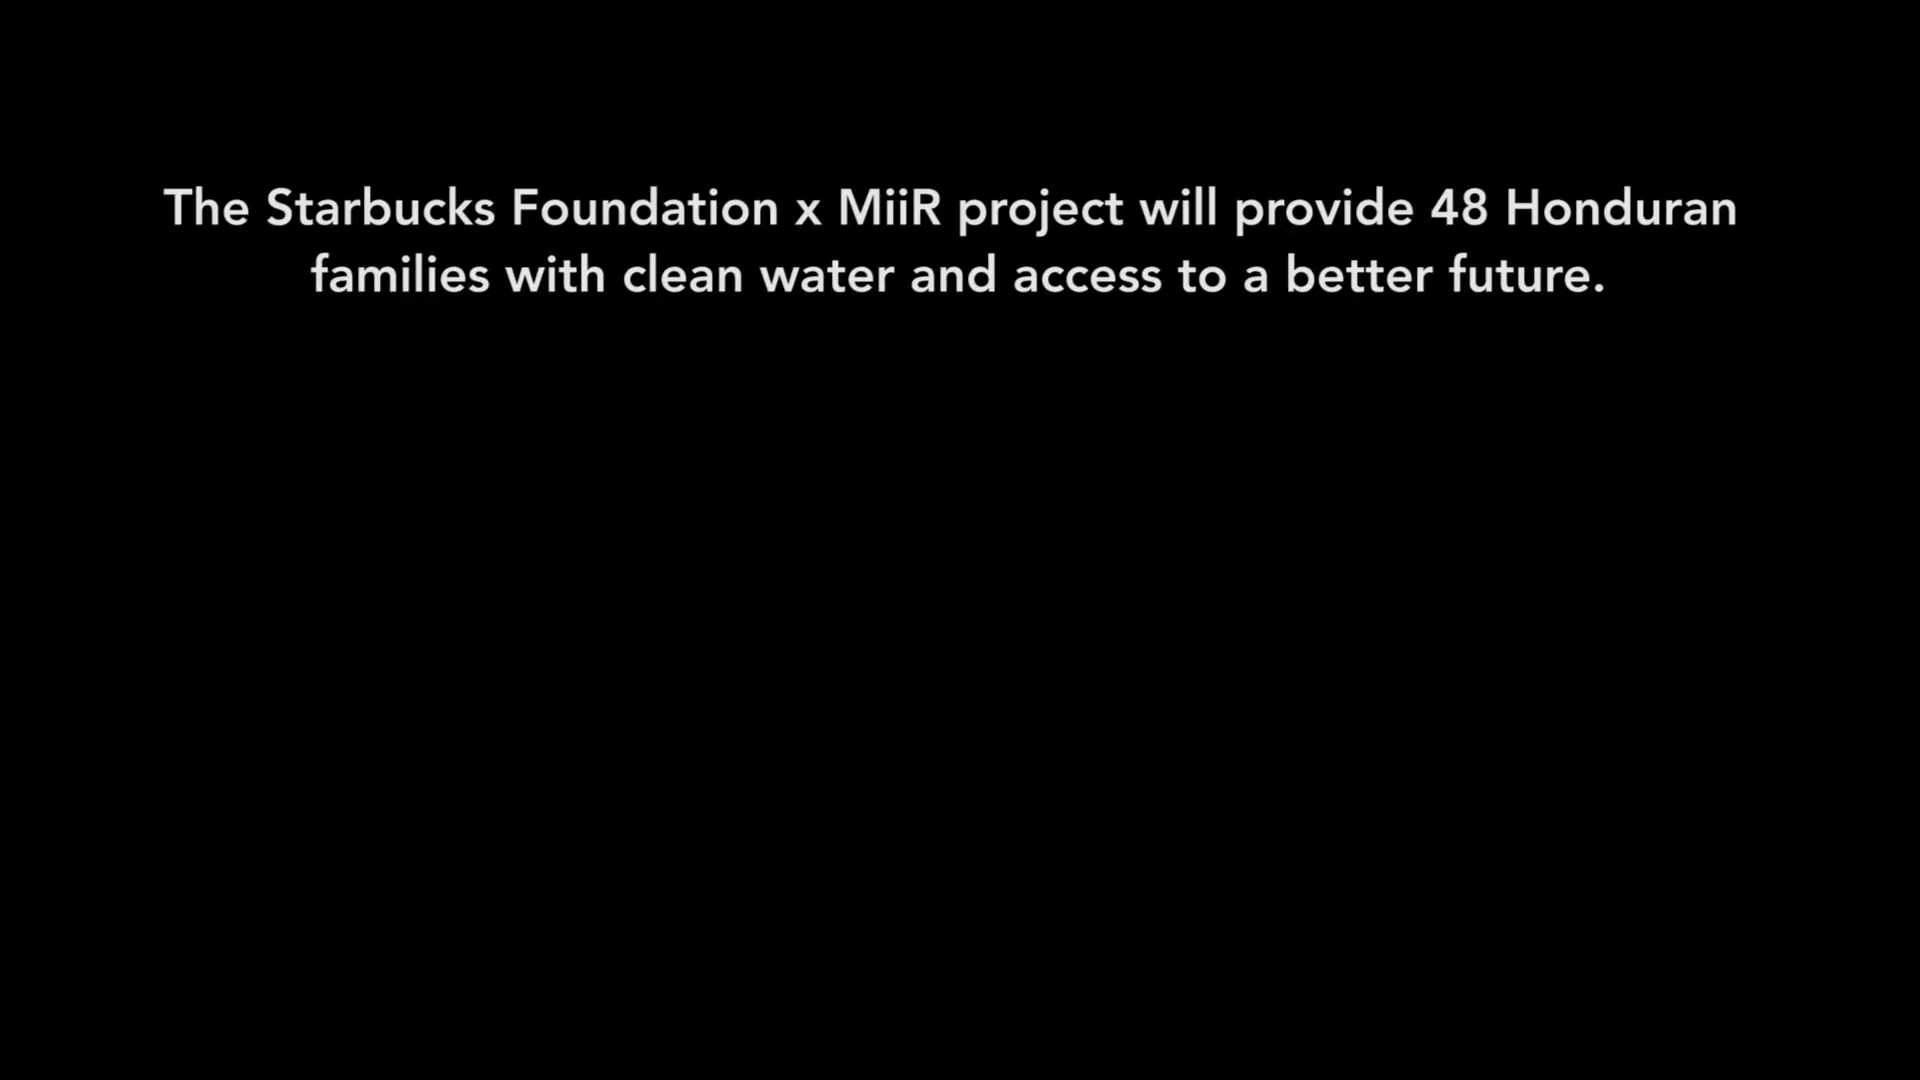 The Starbucks Foundation x MiiR project will provide 48 Honduran
families with clean water and access to a better future.